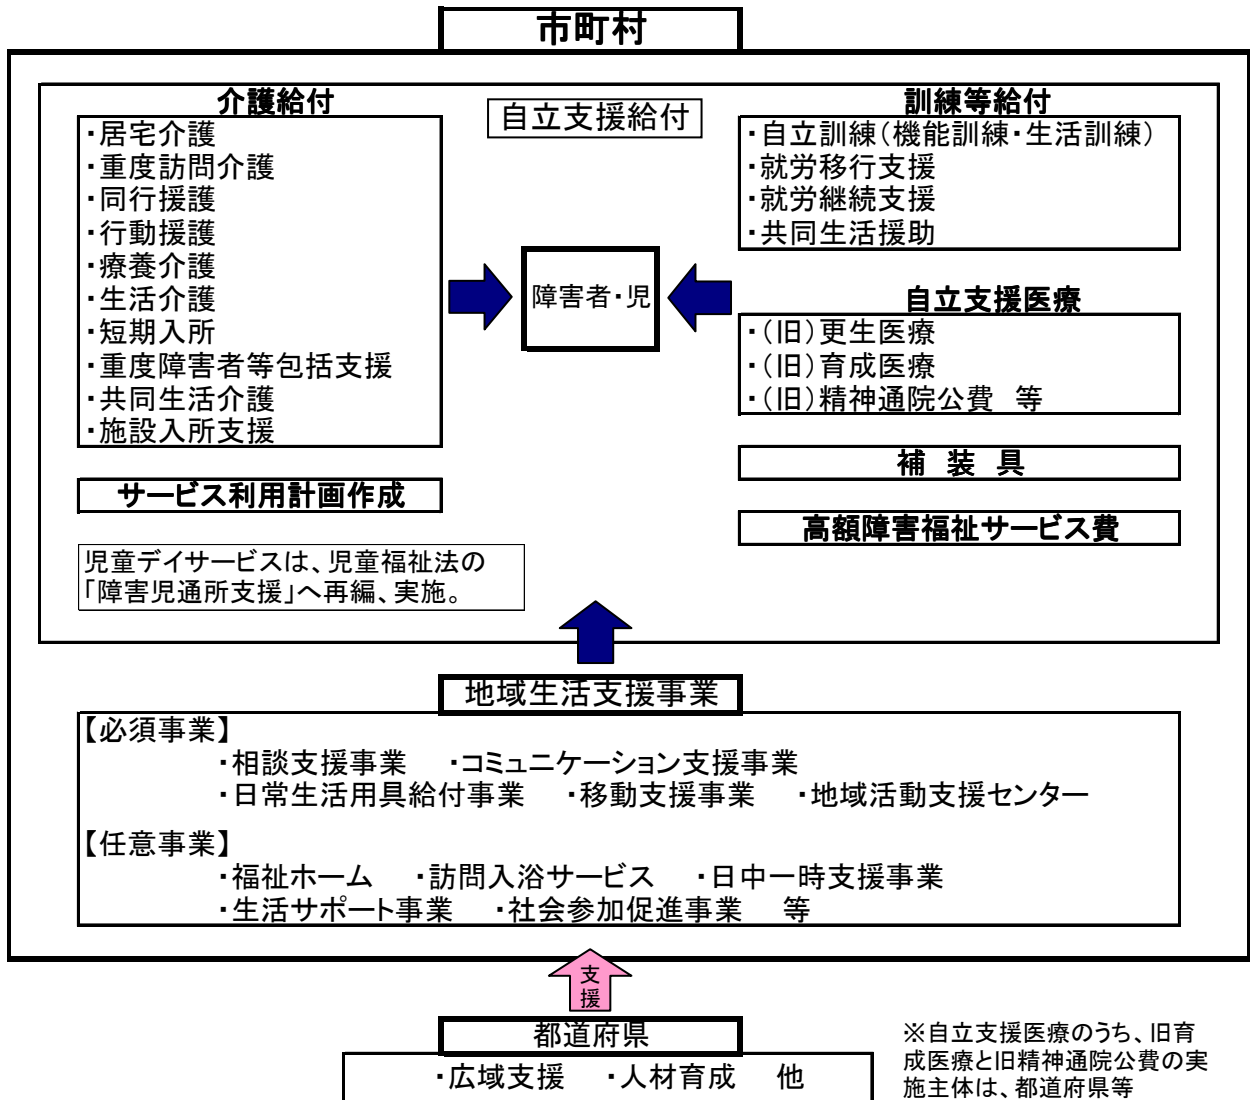 市町村
介護給付
・居宅介護
・重度訪問介護
・同行援護
・行動援護
・療養介護
・生活介護
・短期入所
・重度障害者等包括支援
・共同生活介護
・施設入所支援
サービス利用計画作成
児童デイサービスは、児童福祉法の
「障害児通所支援」へ再編、実施。
自立支援給付
障害者・児
訓練等給付
・自立訓練(機能訓練・生活訓練)
・就労移行支援
・就労継続支援
・共同生活援助
自立支援医療
・(旧)更生医療
・(旧)育成医療
・(旧)精神通院公費 等
補 装 具
高額障害福祉サービス費
地域生活支援事業
【必須事業】
・相談支援事業 ・コミュニケーション支援事業
・日常生活用具給付事業 ・移動支援事業 ・地域活動支援センター
【任意事業】
・福祉ホーム ・訪問入浴サービス ・日中一時支援事業
・生活サポート事業 ・社会参加促進事業 等
支
援
都道府県
・広域支援 ・人材育成 他
※自立支援医療のうち、旧育
成医療と旧精神通院公費の実
施主体は、都道府県等